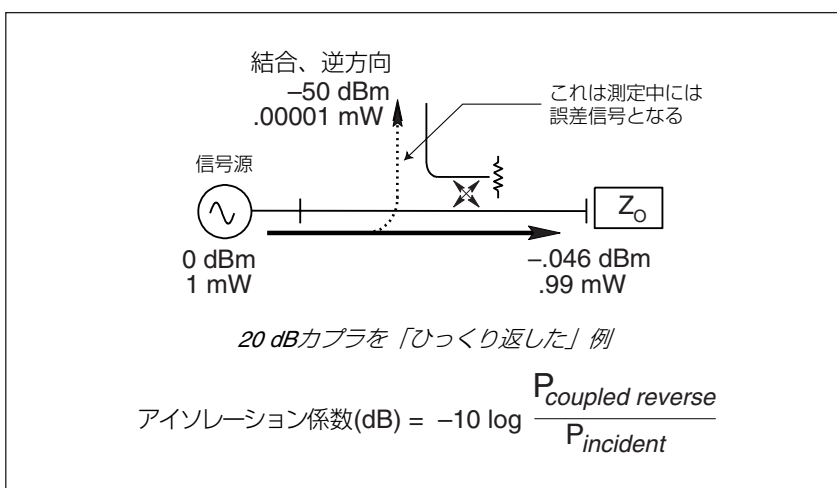 結合、逆方向
–50 dBm
.00001 mW
これは測定中には
誤差信号となる
信号源
Z₀
0 dBm
1 mW
–.046 dBm
.99 mW
20 dBカプラを「ひっくり返した」例
アイソレーション係数(dB) = –10 log P_coupled reverse / P_incident